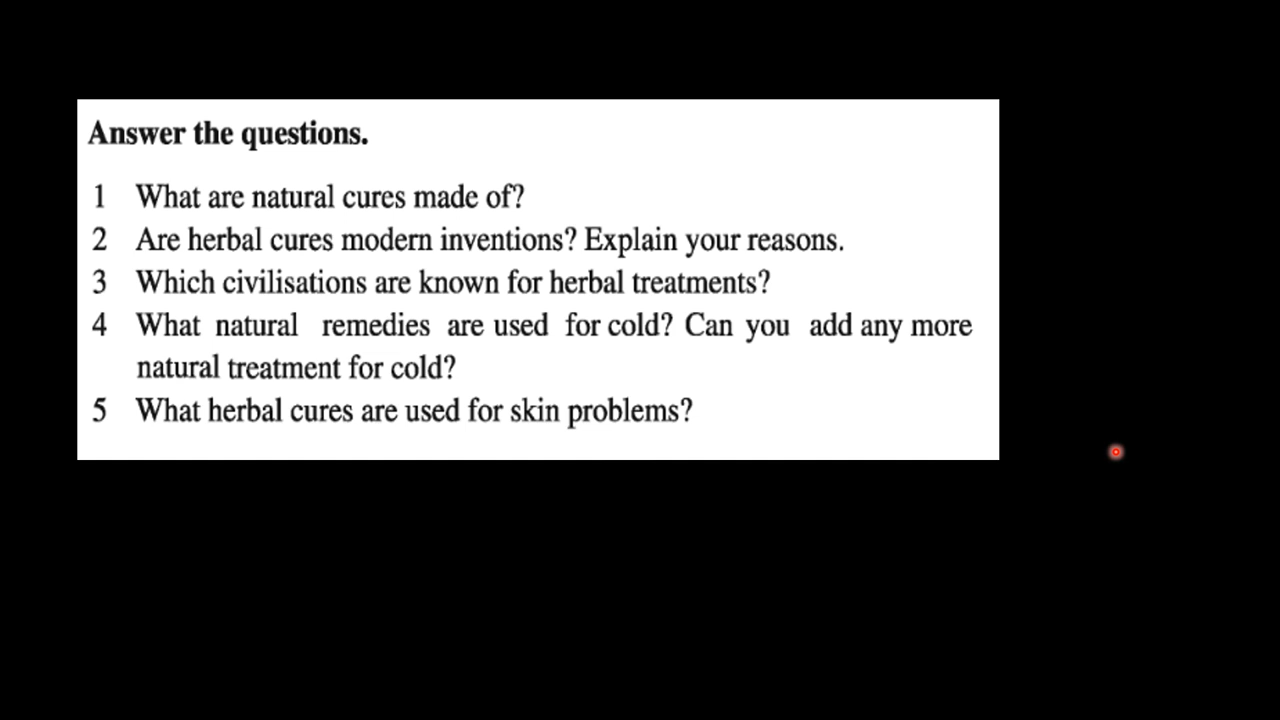 Answer the questions.
1 What are natural cures made of?
2 Are herbal cures modern inventions? Explain your reasons.
3 Which civilisations are known for herbal treatments?
4 What natural remedies are used for cold? Can you add any more
natural treatment for cold?
5 What herbal cures are used for skin problems?